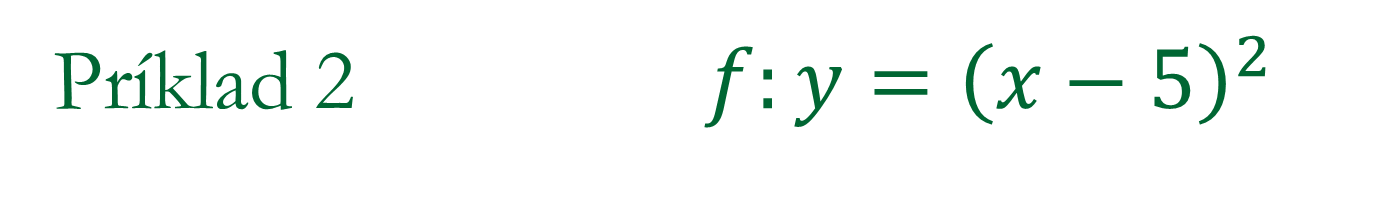 Príklad 2 f: y = (x − 5)²